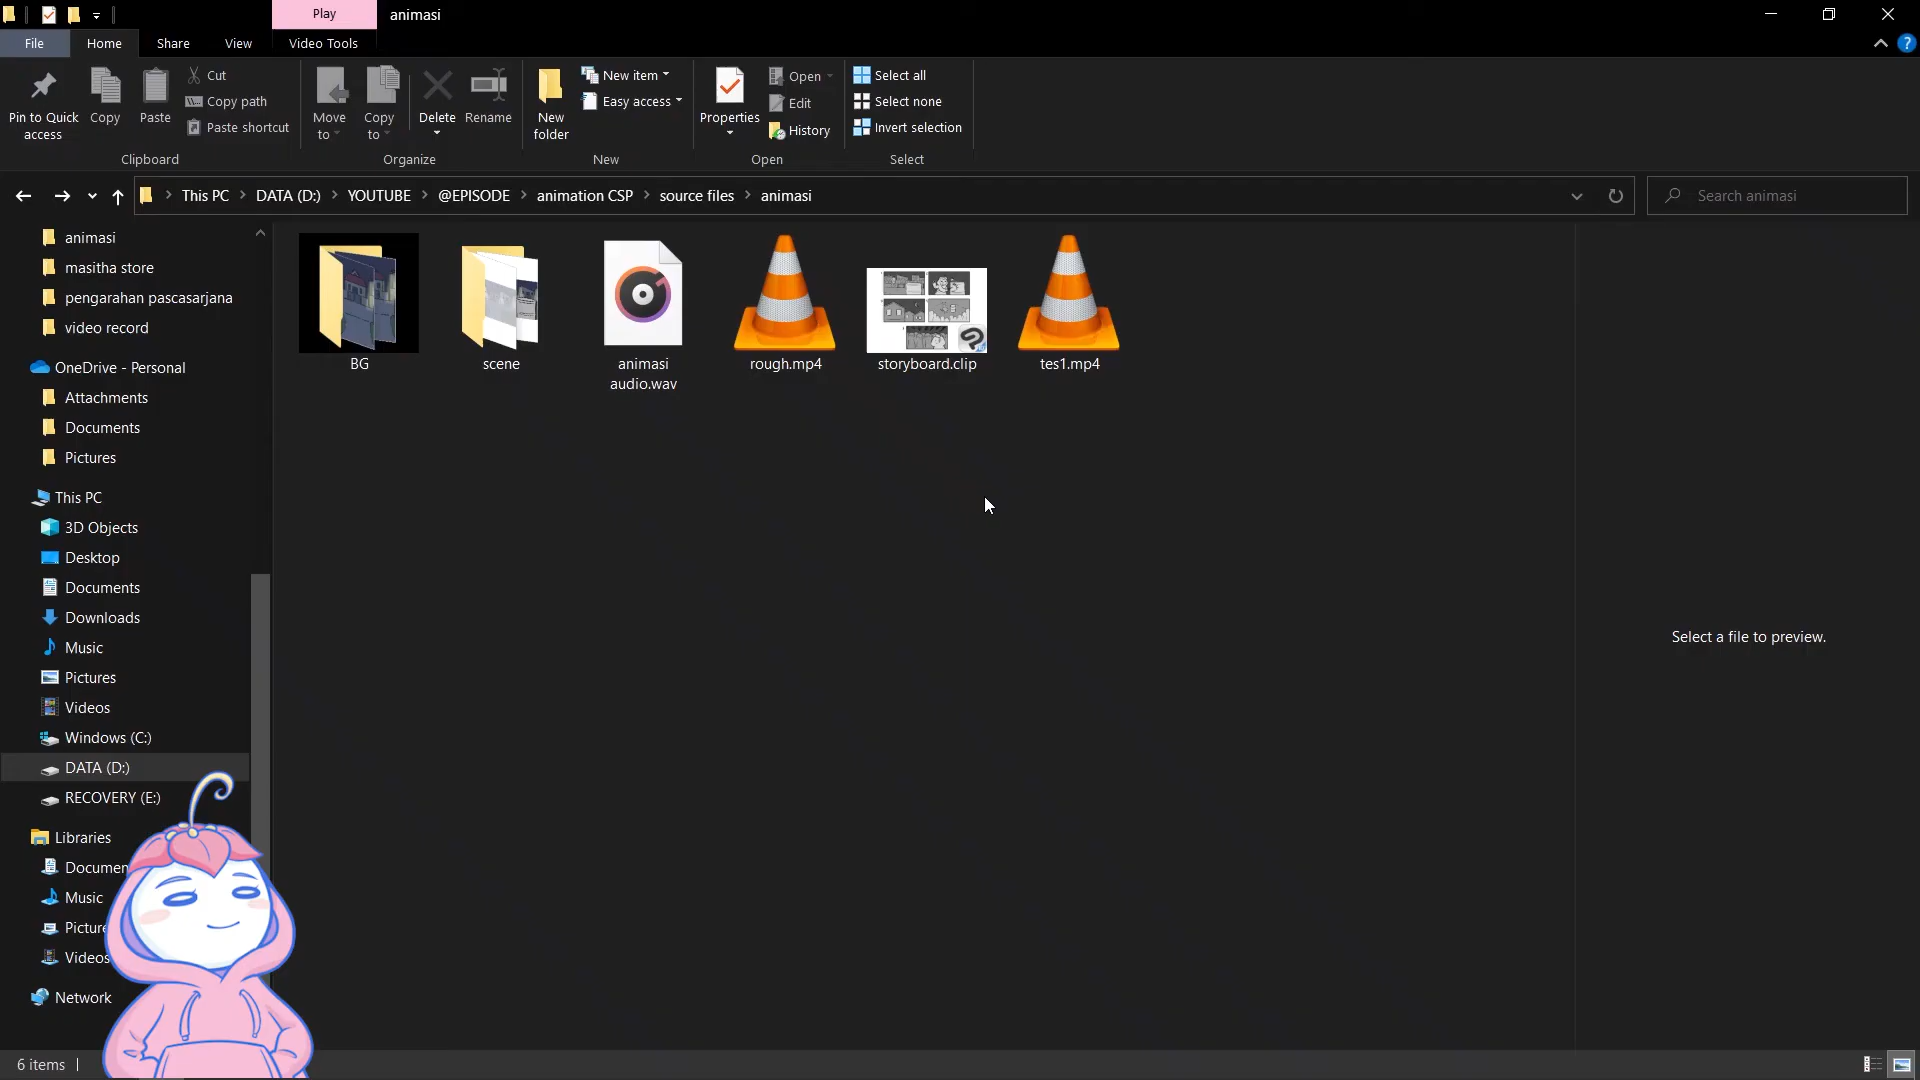 Play
animasi
File
Home
Share
View
Video Tools
Pin to Quick
access
Copy
Paste
Cut
Copy path
Paste shortcut
Clipboard
Move
to
Copy
to
Delete
Rename
Organize
New
folder
New item
Easy access
New
Properties
Open
Edit
History
Open
Select all
Select none
Invert selection
Select
This PC
DATA (D:)
YOUTUBE
@EPISODE
animation CSP
source files
animasi
Search animasi
animasi
masitha store
pengarahan pascasarjana
video record
OneDrive - Personal
Attachments
Documents
Pictures
This PC
3D Objects
Desktop
Documents
Downloads
Music
Pictures
Videos
Windows (C:)
DATA (D:)
RECOVERY (E:)
Libraries
Documen
Music
Picture
Videos
Network
BG
scene
animasi
audio.wav
rough.mp4
storyboard.clip
tes1.mp4
Select a file to preview.
6 items